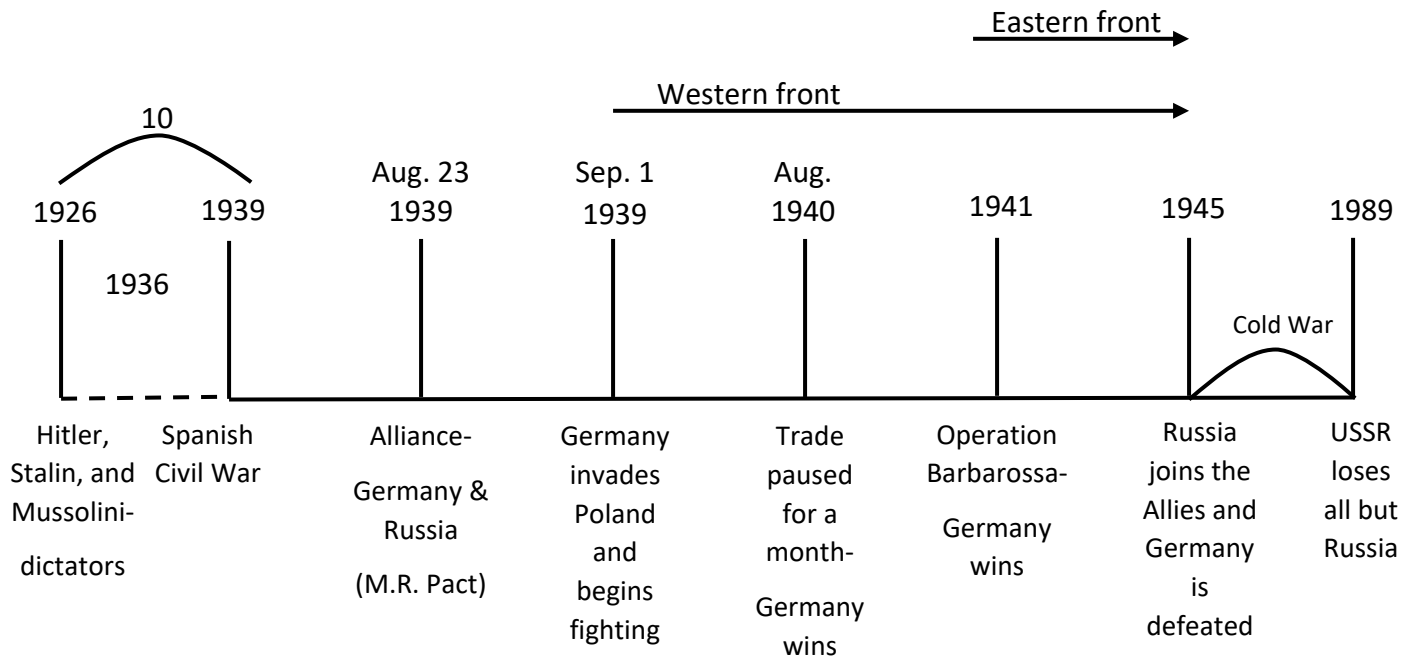 Eastern front
Western front
10
Aug. 23
Sep. 1
Aug.
1926
1939
1939
1939
1940
1941
1945
1989
1936
Cold War
Hitler,
Stalin, and
Mussolini-
dictators
Spanish
Civil War
Alliance-
Germany &
Russia
(M.R. Pact)
Germany
invades
Poland
and
begins
fighting
Trade
paused
for a
month-
Germany
wins
Operation
Barbarossa-
Germany
wins
Russia
joins the
Allies and
Germany
is
defeated
USSR
loses
all but
Russia